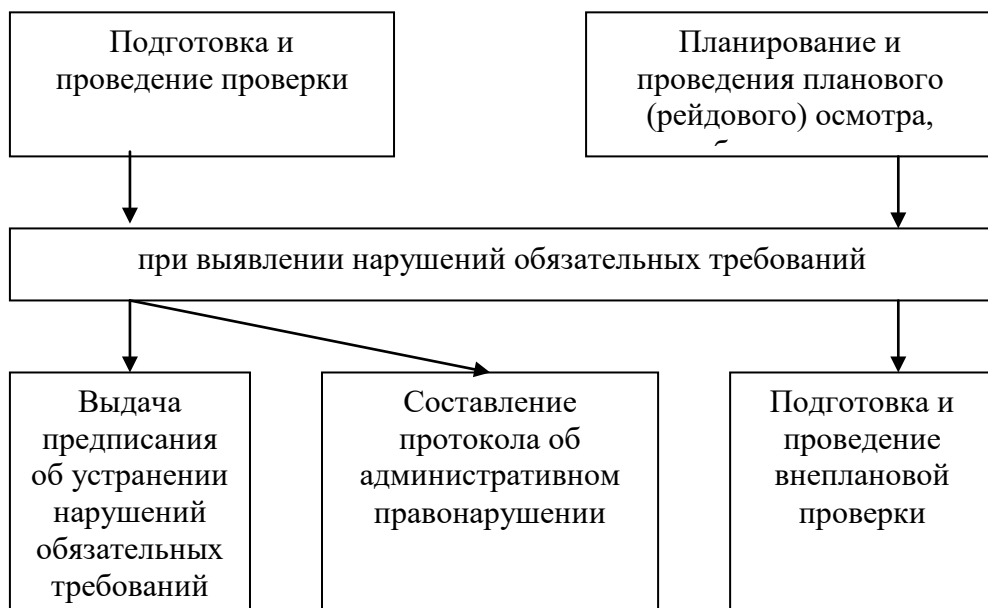 Подготовка и
проведение проверки
Планирование и
проведения планового
(рейдового) осмотра,
при выявлении нарушений обязательных требований
Выдача
предписания
об устранении
нарушений
обязательных
требований
Составление
протокола об
административном
правонарушении
Подготовка и
проведение
внеплановой
проверки